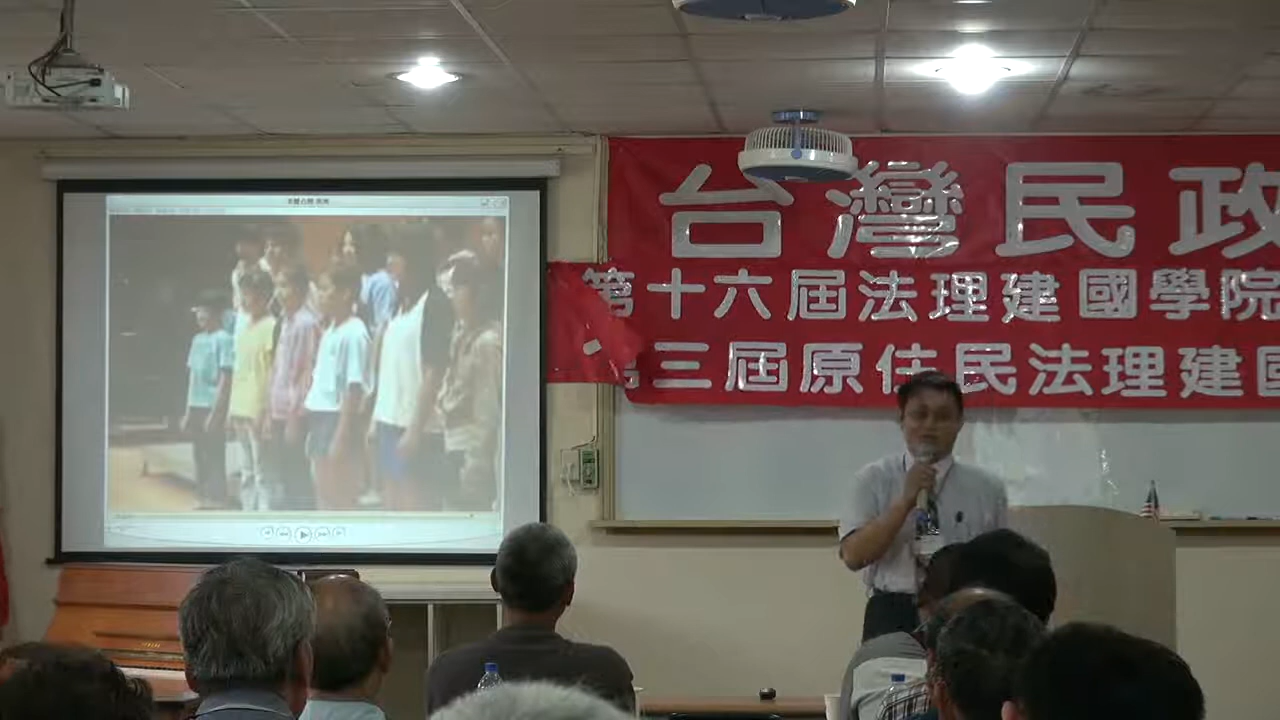 台灣民政
第十六屆法理建國學院
第三屆原住民法理建國